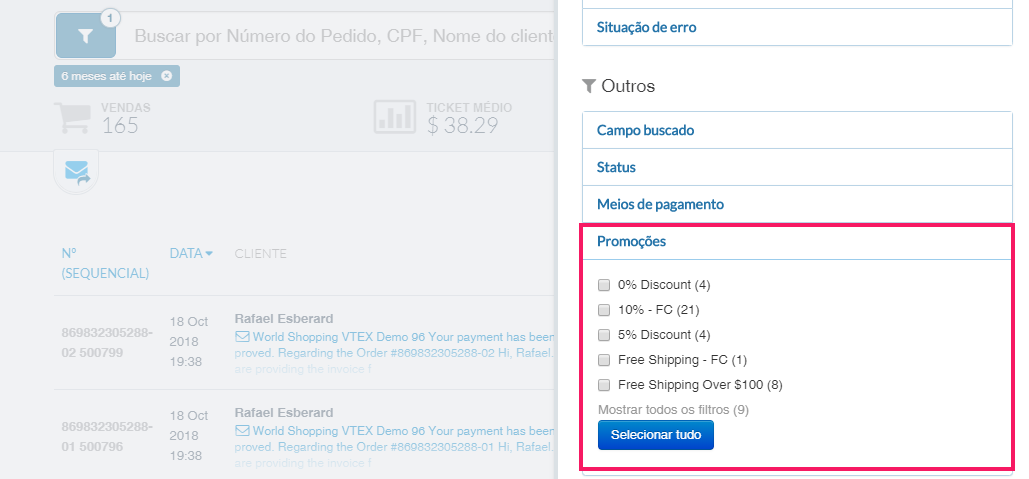 1
Buscar por Número do Pedido, CPF, Nome do client
6 meses até hoje
VENDAS
165
TICKET MÉDIO
$ 38.29
Nº
(SEQUENCIAL)
DATA
CLIENTE
869832305288-
02 500799
18 Oct
2018
19:38
Rafael Esberard
World Shopping VTEX Demo 96 Your payment has been
proved. Regarding the Order #869832305288-02 Hi, Rafael.
are providing the invoice f
869832305288-
01 500796
18 Oct
2018
19:38
Rafael Esberard
World Shopping VTEX Demo 96 Your payment has been
proved. Regarding the Order #869832305288-01 Hi, Rafael.
are providing the invoice f
Situação de erro
Outros
Campo buscado
Status
Meios de pagamento
Promoções
0% Discount (4)
10% - FC (21)
5% Discount (4)
Free Shipping - FC (1)
Free Shipping Over $100 (8)
Mostrar todos os filtros (9)
Selecionar tudo